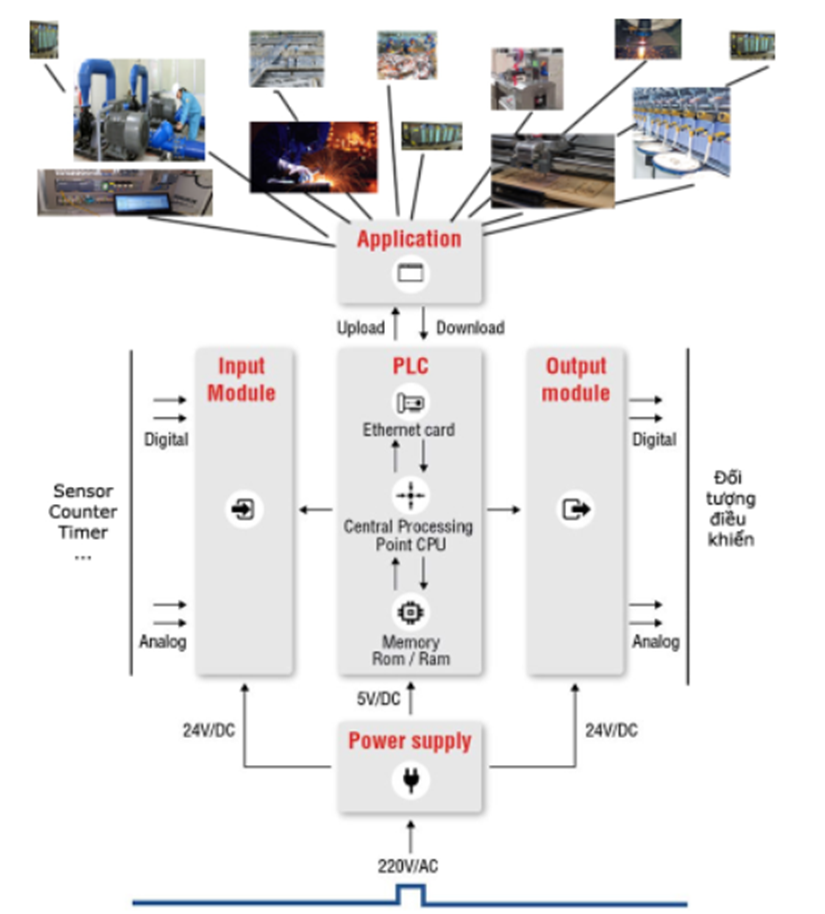 Application
Upload
Download
Input
Module
PLC
Output
module
Ethernet card
Digital
Digital
Sensor
Counter
Timer
...
Central Processing
Point CPU
Đối
tượng
điều
khiển
Analog
Memory
Rom / Ram
Analog
5V/DC
24V/DC
Power supply
24V/DC
220V/AC